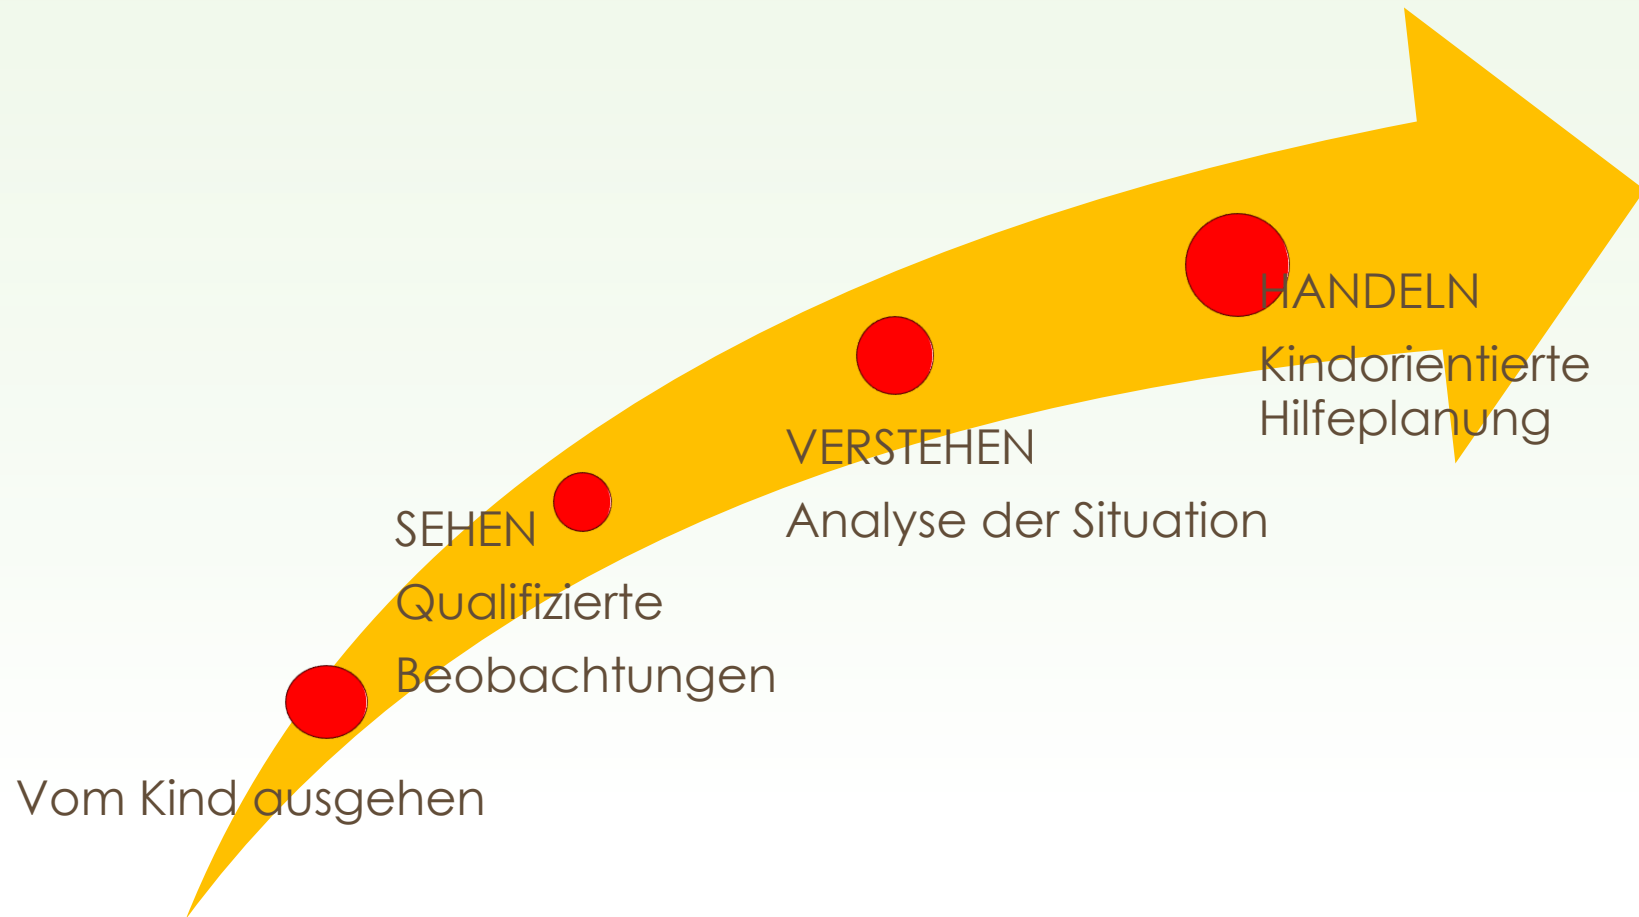 Vom Kind ausgehen
SEHEN
Qualifizierte
Beobachtungen
VERSTEHEN
Analyse der Situation
HANDELN
Kindorientierte
Hilfeplanung